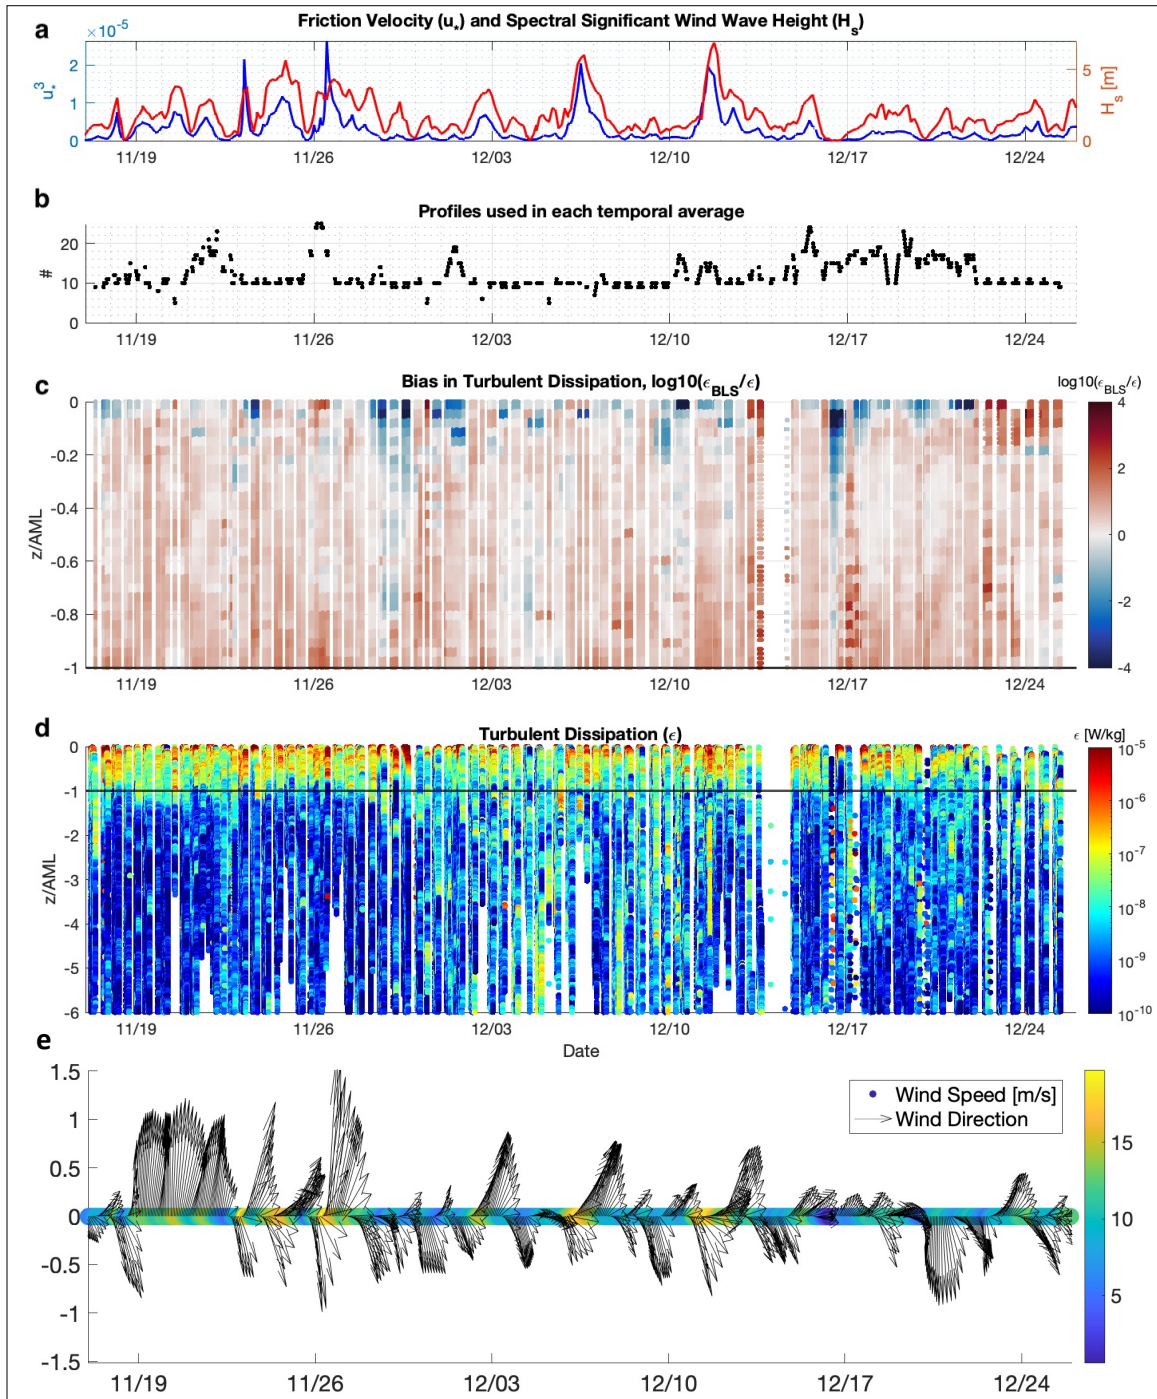 a
Friction Velocity (u*) and Spectral Significant Wind Wave Height (Hs)
×10^-5
2
1
0
u*^3
5
0
Hs [m]
11/19 11/26 12/03 12/10 12/17 12/24
b
Profiles used in each temporal average
20
10
0
#
11/19 11/26 12/03 12/10 12/17 12/24
c
Bias in Turbulent Dissipation, log10(ϵBLS/ϵ)
log10(ϵBLS/ϵ)
0
-0.2
-0.4
-0.6
-0.8
-1
z/AML
4
2
0
-2
-4
11/19 11/26 12/03 12/10 12/17 12/24
d
Turbulent Dissipation (ϵ)
ϵ [W/kg]
0
-1
-2
-3
-4
-5
-6
z/AML
10^-5
10^-6
10^-7
10^-8
10^-9
10^-10
11/19 11/26 12/03 12/10 12/17 12/24
Date
e
1.5
1
0.5
0
-0.5
-1
-1.5
Wind Speed [m/s]
Wind Direction
15
10
5
11/19 11/26 12/03 12/10 12/17 12/24